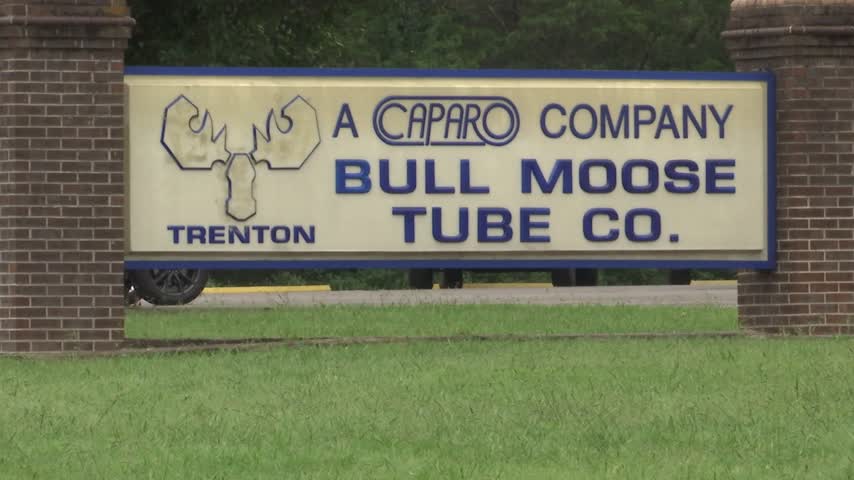 A CAPARO COMPANY
BULL MOOSE
TUBE CO.
TRENTON